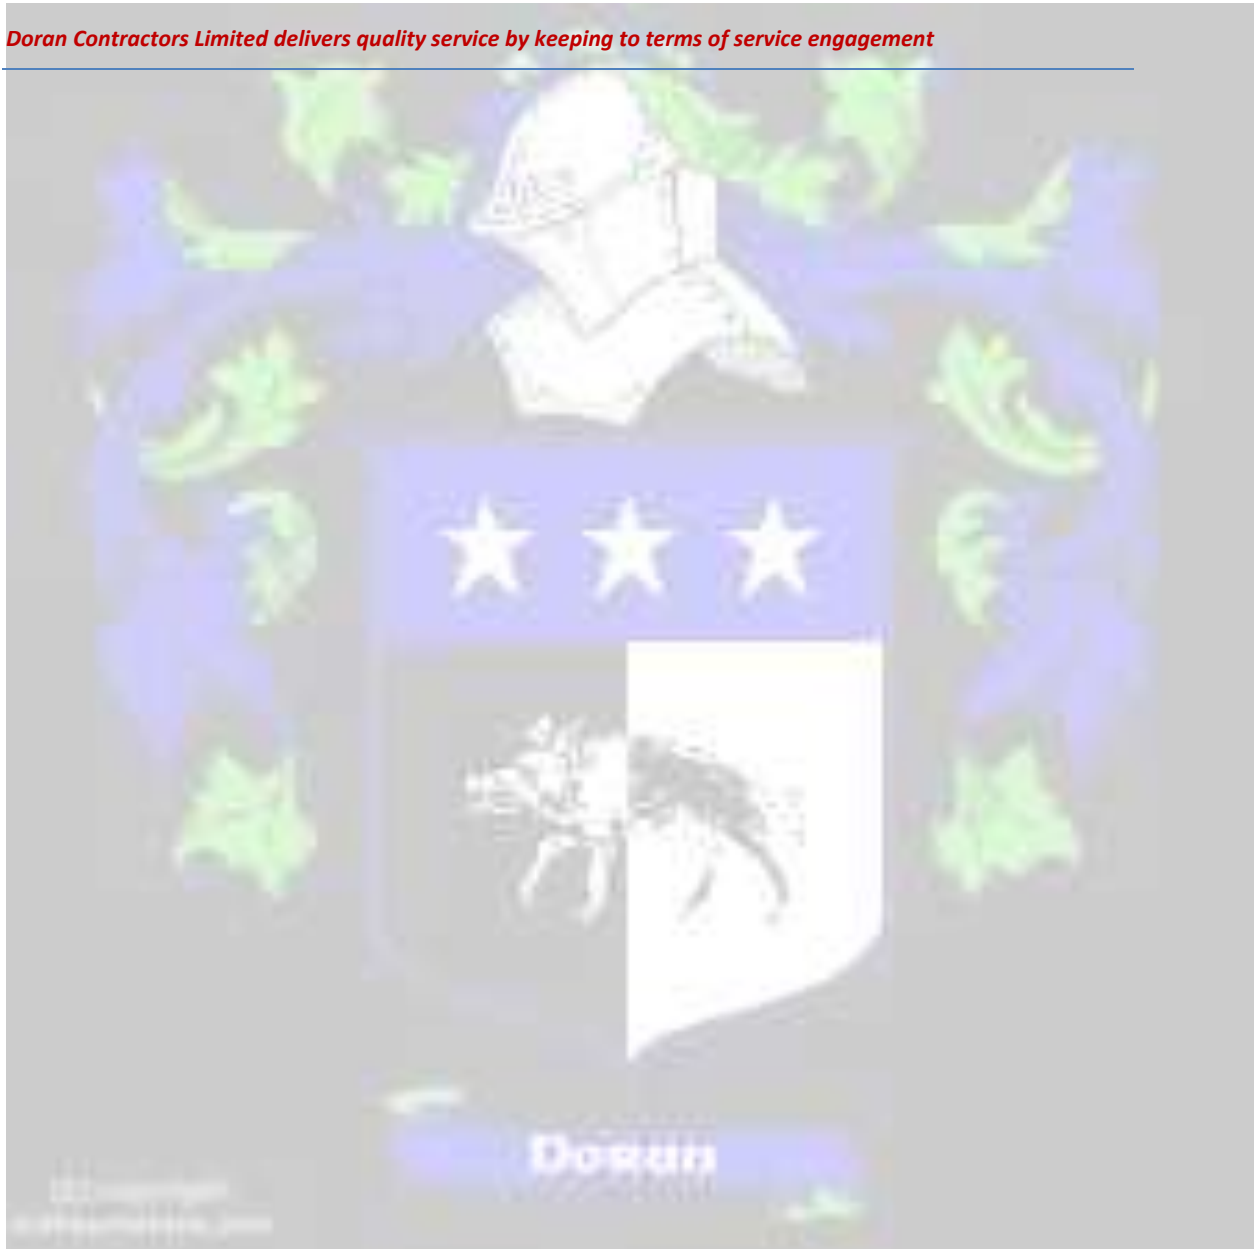 Doran Contractors Limited delivers quality service by keeping to terms of service engagement
Doran